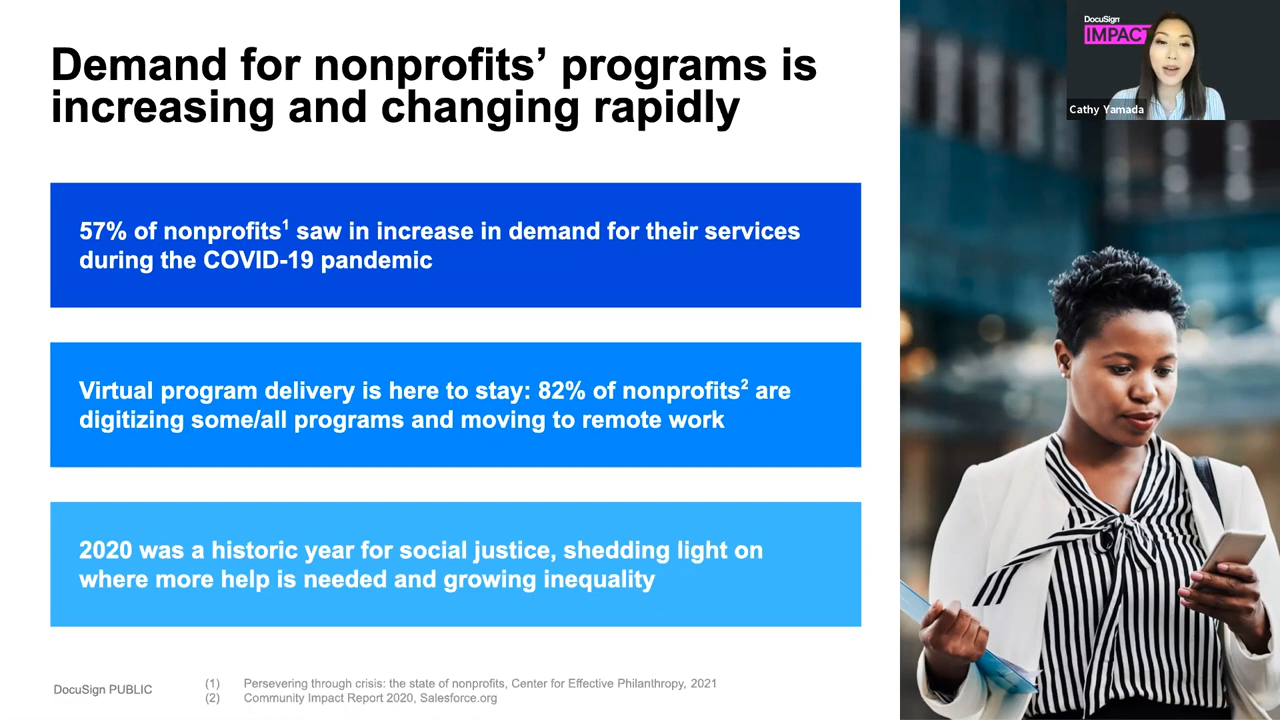 Demand for nonprofits’ programs is
increasing and changing rapidly
57% of nonprofits1 saw in increase in demand for their services
during the COVID-19 pandemic
Virtual program delivery is here to stay: 82% of nonprofits2 are
digitizing some/all programs and moving to remote work
2020 was a historic year for social justice, shedding light on
where more help is needed and growing inequality
DocuSign PUBLIC
(1) Persevering through crisis: the state of nonprofits, Center for Effective Philanthropy, 2021
(2) Community Impact Report 2020, Salesforce.org
DocuSign
IMPACT
Cathy Yamada